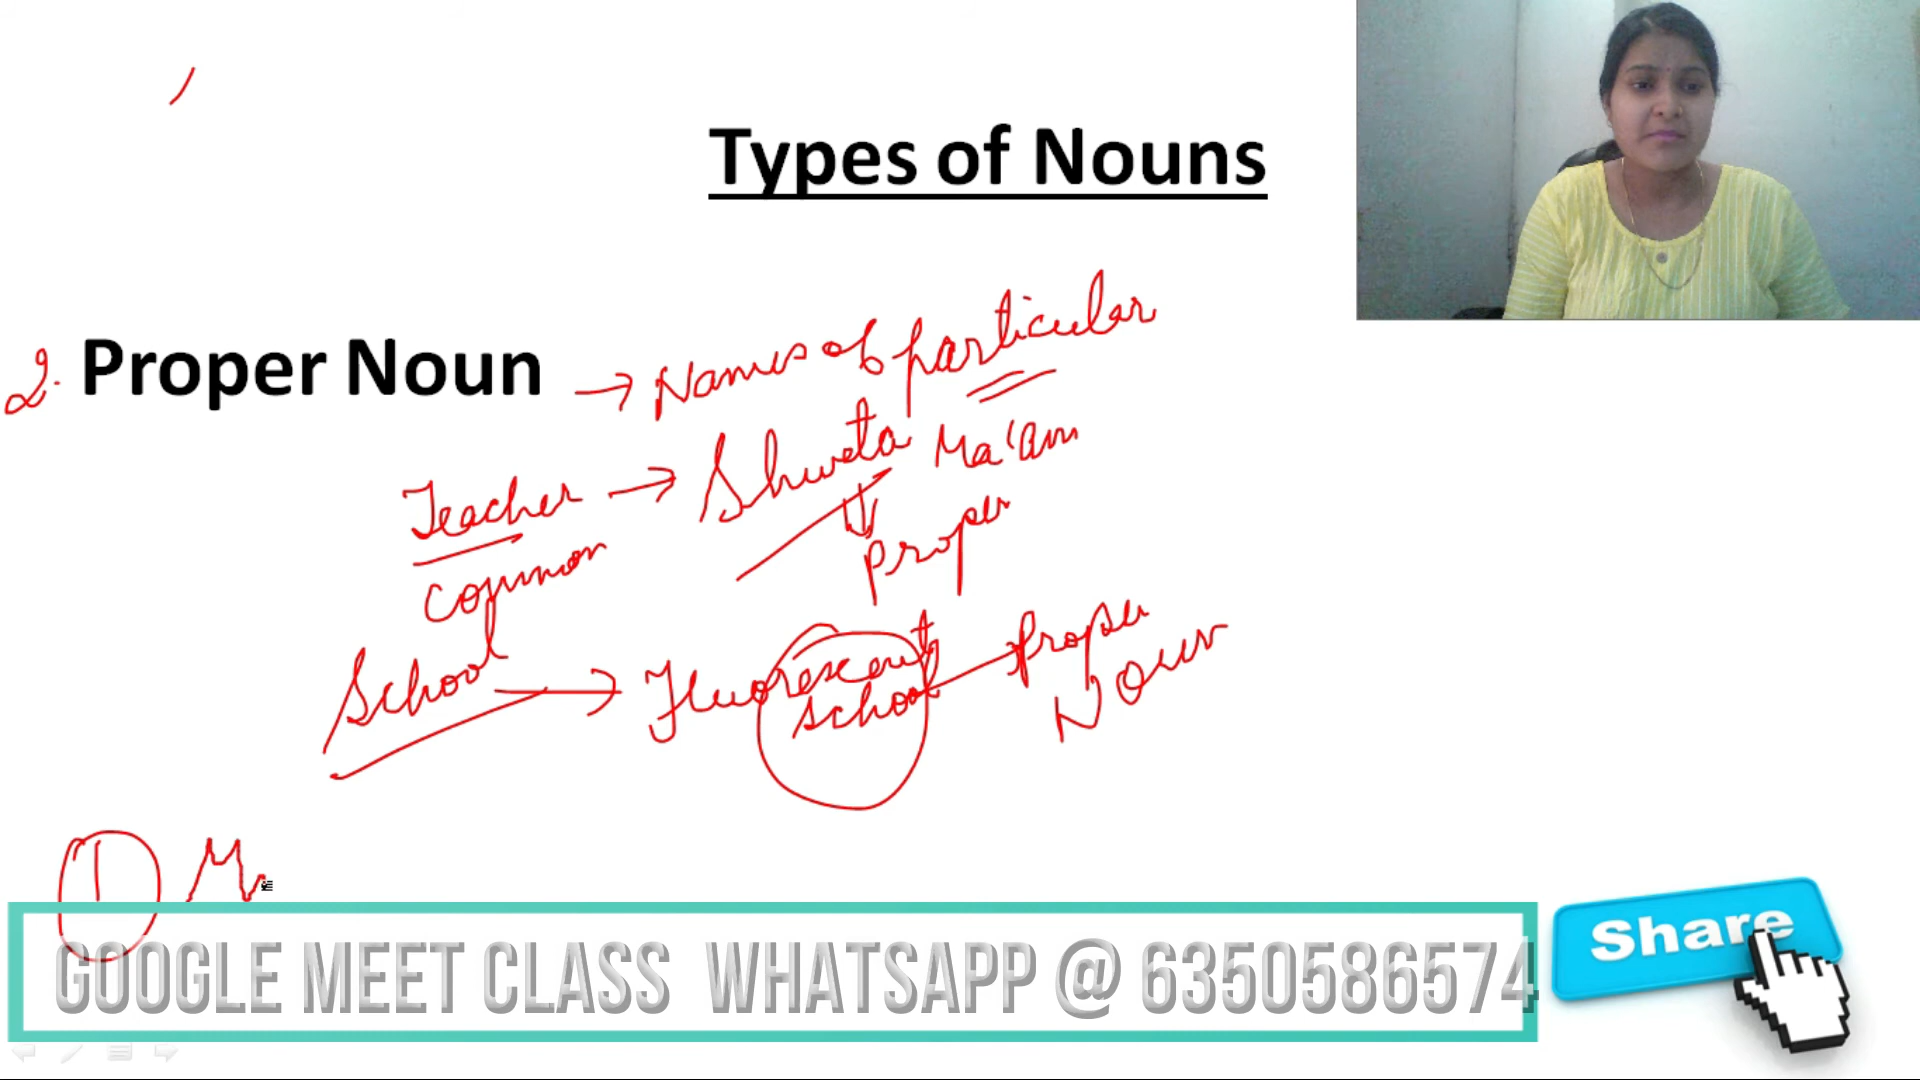 Types of Nouns
2. Proper Noun → Names of particular
Teacher → Shweta Ma'am
common
Proper
School → Fluorescent
School
Proper
Noun
1 M
GOOGLE MEET CLASS WHATSAPP @ 6350586574
Share